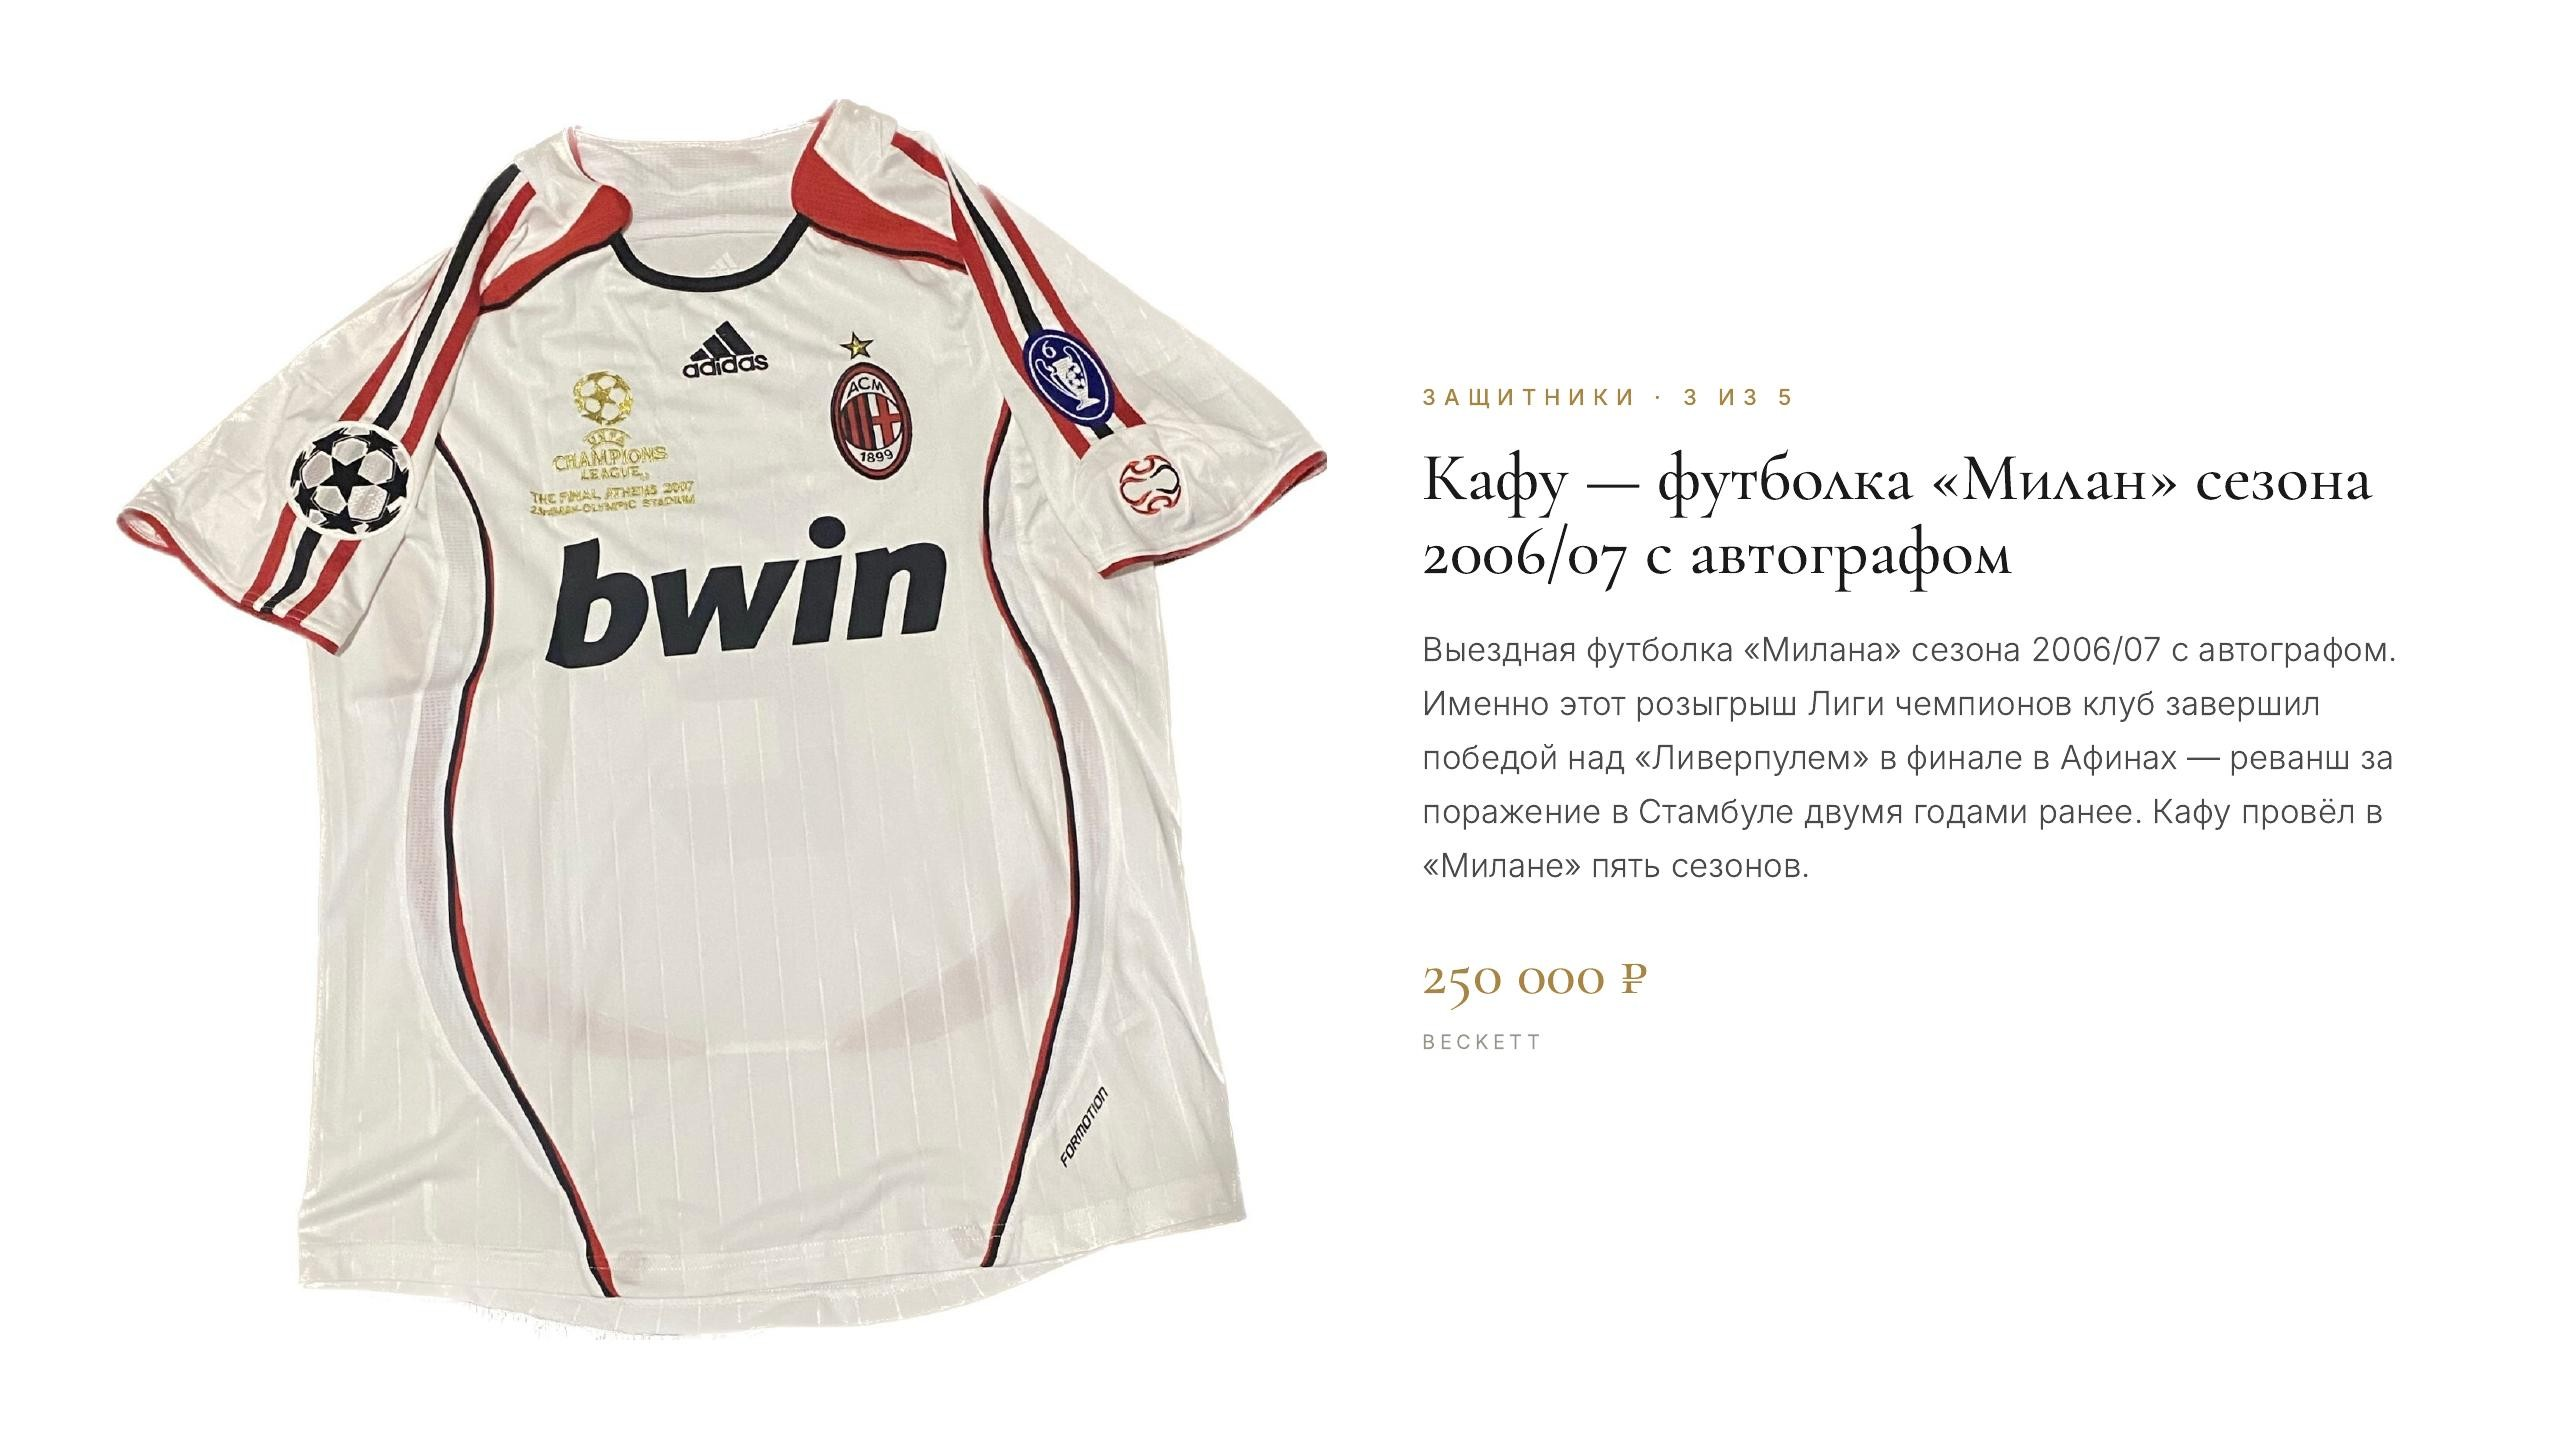 adidas
ACM
1899
6
UEFA
CHAMPIONS
LEAGUE
THE FINAL ATHENS 2007
OLYMPIC STADIUM
bwin
FORMOTION
ЗАЩИТНИКИ · 3 ИЗ 5
Кафу — футболка «Милан» сезона
2006/07 с автографом
Выездная футболка «Милана» сезона 2006/07 с автографом.
Именно этот розыгрыш Лиги чемпионов клуб завершил
победой над «Ливерпулем» в финале в Афинах — реванш за
поражение в Стамбуле двумя годами ранее. Кафу провёл в
«Милане» пять сезонов.
250 000 ₽
BECKETT